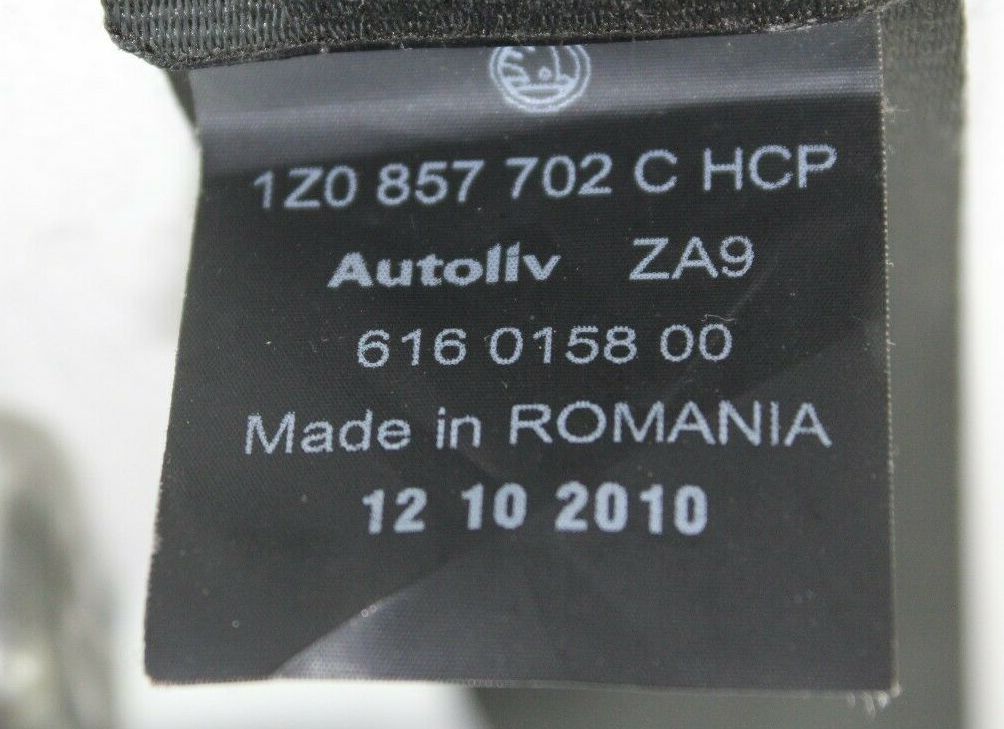 1Z0 857 702 C HCP
Autoliv ZA9
616 0158 00
Made in ROMANIA
12 10 2010